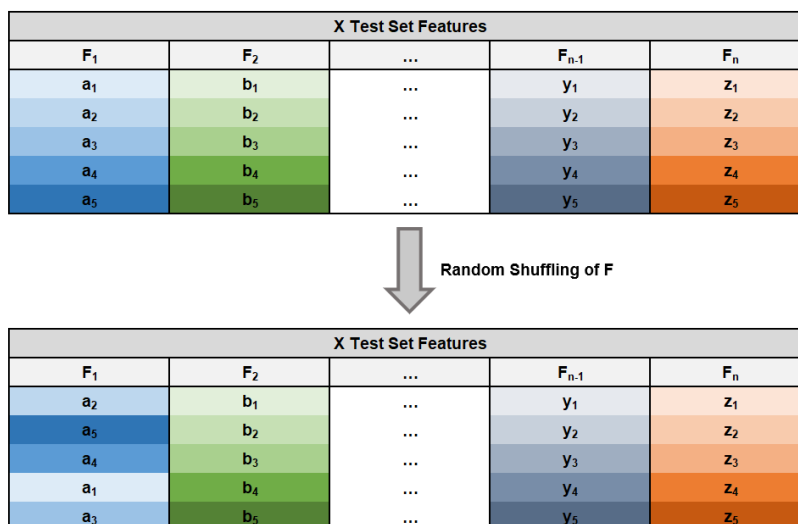 X Test Set Features
F₁ F₂ ... Fₙ₋₁ Fₙ
a₁ b₁ ... y₁ z₁
a₂ b₂ ... y₂ z₂
a₃ b₃ ... y₃ z₃
a₄ b₄ ... y₄ z₄
a₅ b₅ ... y₅ z₅
Random Shuffling of F
X Test Set Features
F₁ F₂ ... Fₙ₋₁ Fₙ
a₂ b₁ ... y₁ z₁
a₅ b₂ ... y₂ z₂
a₄ b₃ ... y₃ z₃
a₁ b₄ ... y₄ z₄
a₃ b₅ ... y₅ z₅